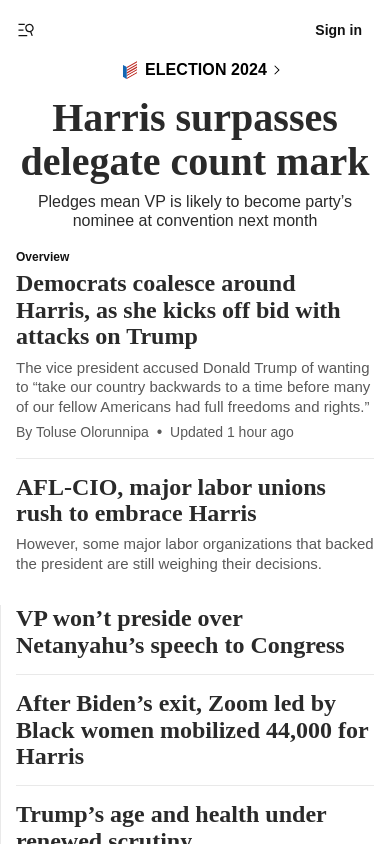 Sign in
ELECTION 2024
Harris surpasses
delegate count mark
Pledges mean VP is likely to become party’s
nominee at convention next month
Overview
Democrats coalesce around
Harris, as she kicks off bid with
attacks on Trump
The vice president accused Donald Trump of wanting
to “take our country backwards to a time before many
of our fellow Americans had full freedoms and rights.”
By Toluse Olorunnipa • Updated 1 hour ago
AFL-CIO, major labor unions
rush to embrace Harris
However, some major labor organizations that backed
the president are still weighing their decisions.
VP won’t preside over
Netanyahu’s speech to Congress
After Biden’s exit, Zoom led by
Black women mobilized 44,000 for
Harris
Trump’s age and health under
renewed scrutiny